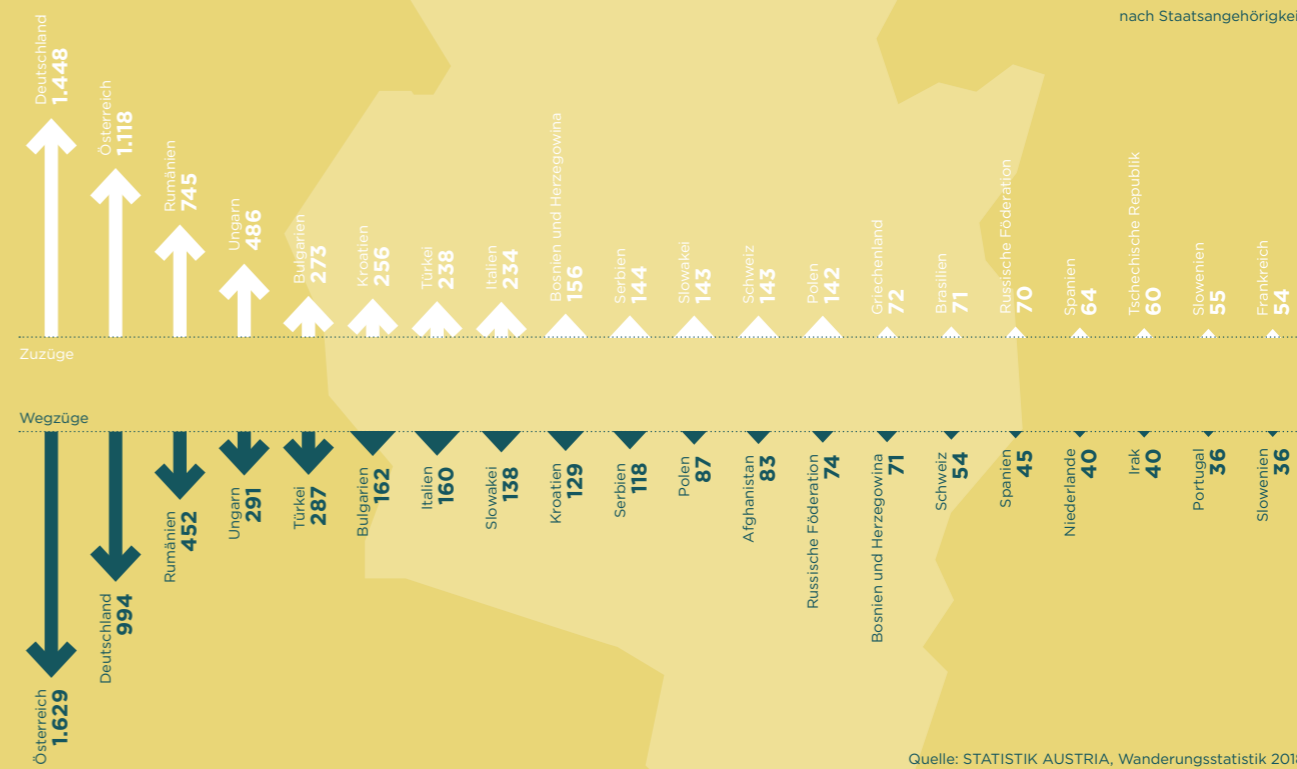 nach Staatsangehörigkeit
Deutschland
1.448
Österreich
1.118
Rumänien
745
Ungarn
486
Bulgarien
273
Kroatien
256
Türkei
238
Italien
234
Bosnien und Herzegowina
156
Serbien
144
Slowakei
143
Schweiz
143
Polen
142
Griechenland
72
Brasilien
71
Russische Föderation
70
Spanien
64
Tschechische Republik
60
Slowenien
55
Frankreich
54
Zuzüge
Wegzüge
Österreich
1.629
Deutschland
994
Rumänien
452
Ungarn
291
Türkei
287
Bulgarien
162
Italien
160
Slowakei
138
Kroatien
129
Serbien
118
Polen
87
Afghanistan
83
Russische Föderation
74
Bosnien und Herzegowina
71
Schweiz
54
Spanien
45
Niederlande
40
Irak
40
Portugal
36
Slowenien
36
Quelle: STATISTIK AUSTRIA, Wanderungsstatistik 2018